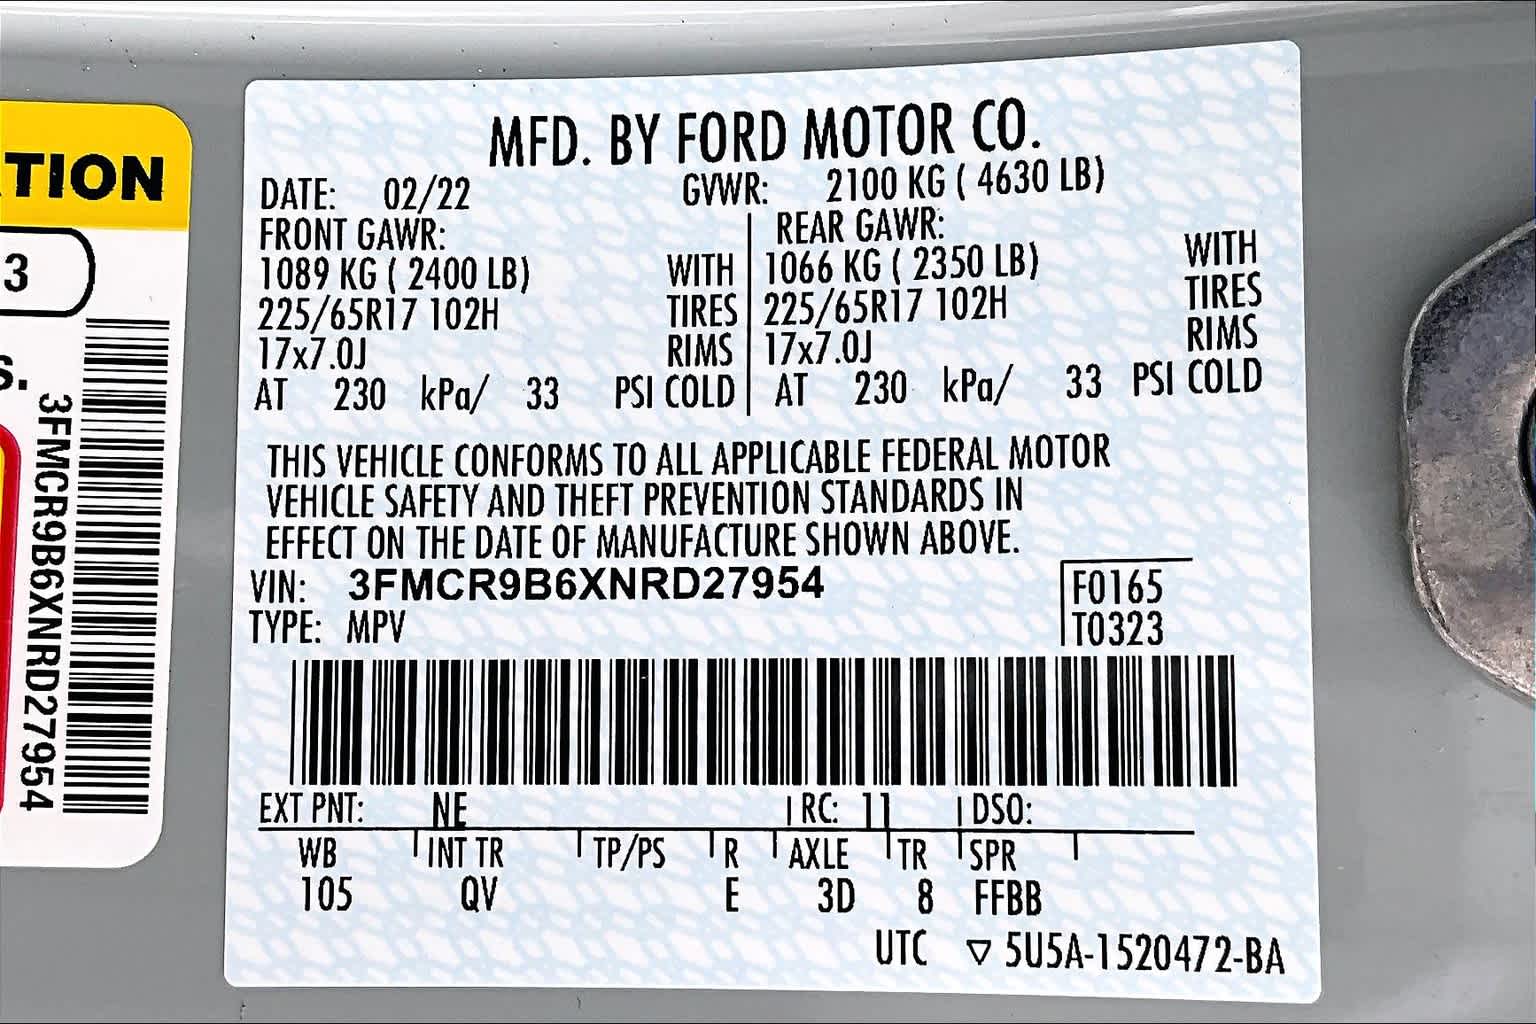 ATION
3
S.
3FMCR9B6XNRD27954
MFD. BY FORD MOTOR CO.
DATE: 02/22 GVWR: 2100 KG ( 4630 LB)
FRONT GAWR: REAR GAWR:
1089 KG ( 2400 LB) WITH 1066 KG ( 2350 LB) WITH
225/65R17 102H TIRES 225/65R17 102H TIRES
17x7.0J RIMS 17x7.0J RIMS
AT 230 kPa/ 33 PSI COLD AT 230 kPa/ 33 PSI COLD
THIS VEHICLE CONFORMS TO ALL APPLICABLE FEDERAL MOTOR
VEHICLE SAFETY AND THEFT PREVENTION STANDARDS IN
EFFECT ON THE DATE OF MANUFACTURE SHOWN ABOVE.
VIN: 3FMCR9B6XNRD27954 F0165
TYPE: MPV T0323
EXT PNT: NE RC: 11 DSO:
WB INT TR TP/PS R AXLE TR SPR
105 QV E 3D 8 FFBB
UTC ▽ 5U5A-1520472-BA